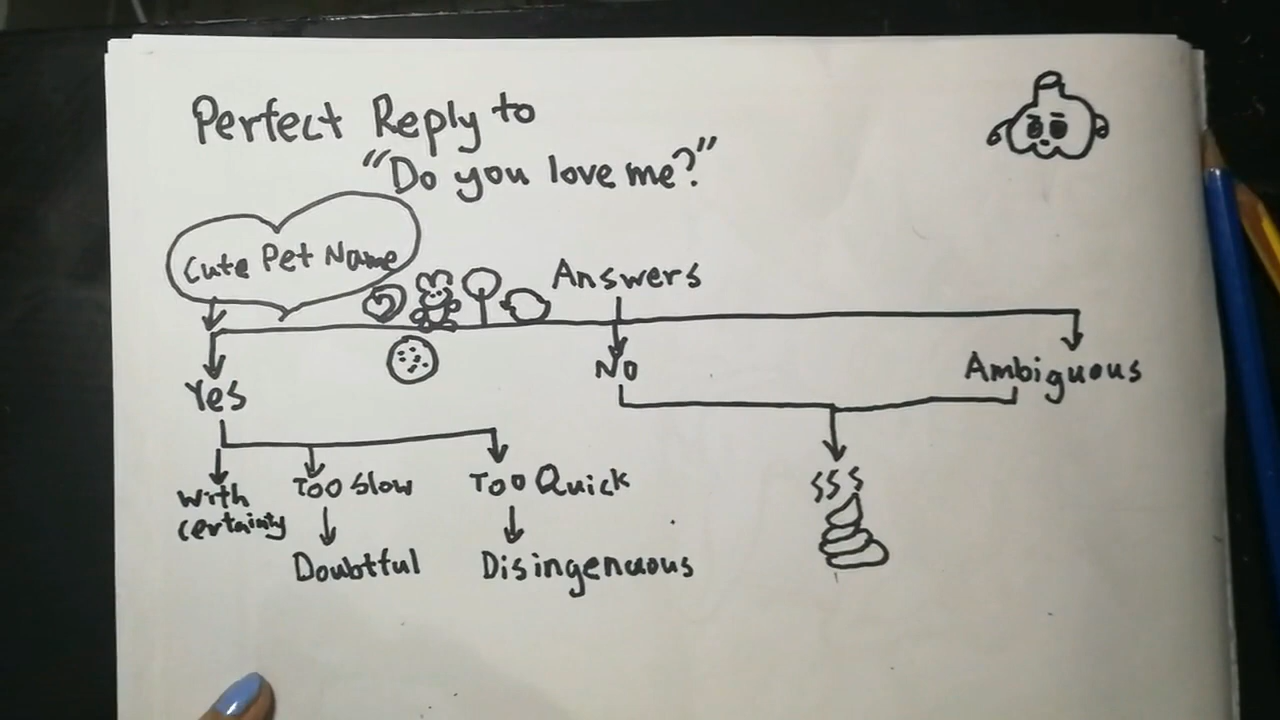 Perfect Reply to
"Do you love me?"
Cute Pet Name
Answers
Yes
No
Ambiguous
With
certainty
Too Slow
Too Quick
Doubtful
Disingenuous